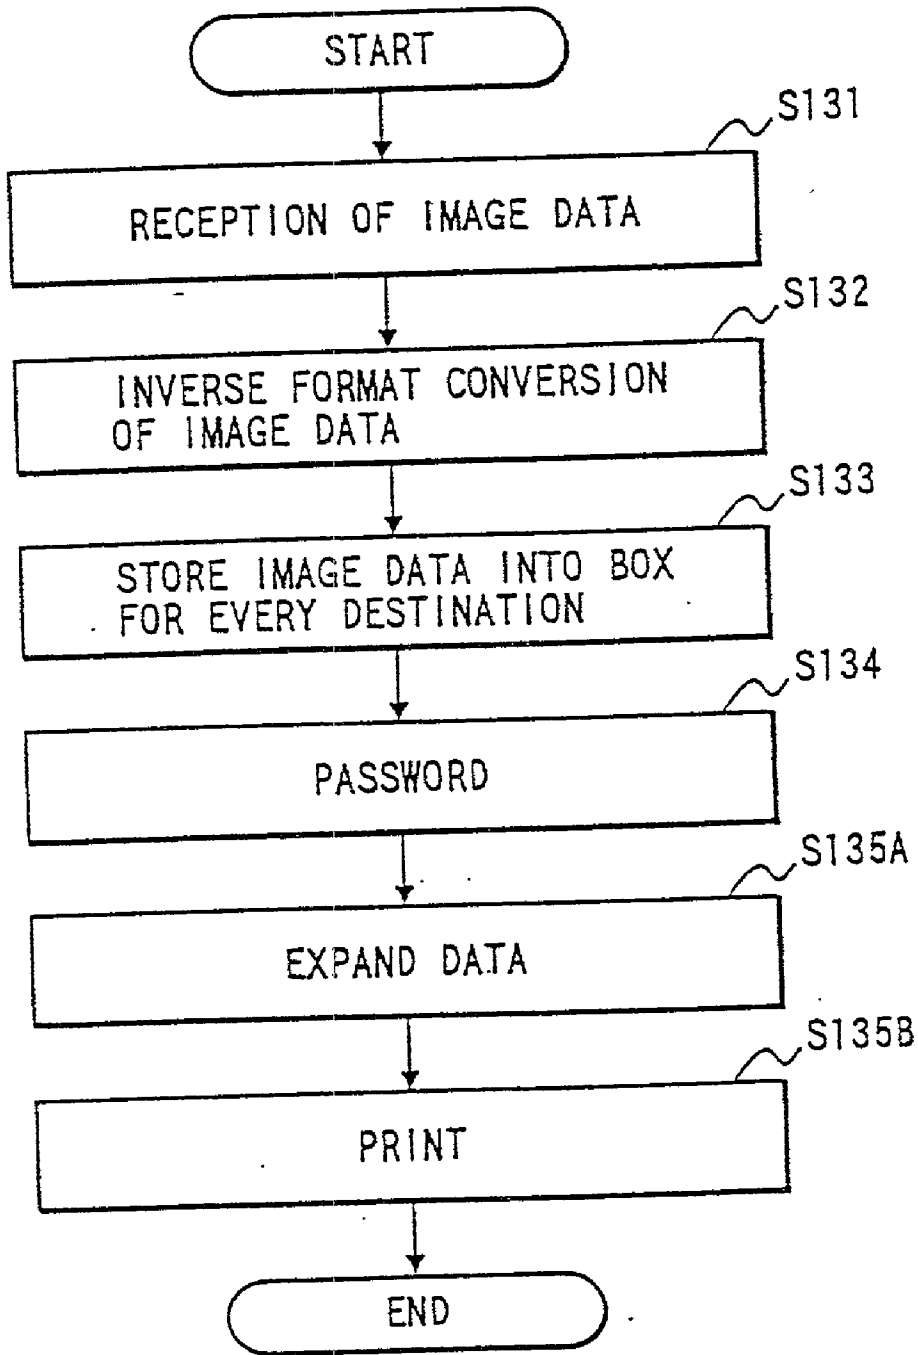 START
S131
RECEPTION OF IMAGE DATA
S132
INVERSE FORMAT CONVERSION
OF IMAGE DATA
S133
STORE IMAGE DATA INTO BOX
FOR EVERY DESTINATION
S134
PASSWORD
S135A
EXPAND DATA
S135B
PRINT
END